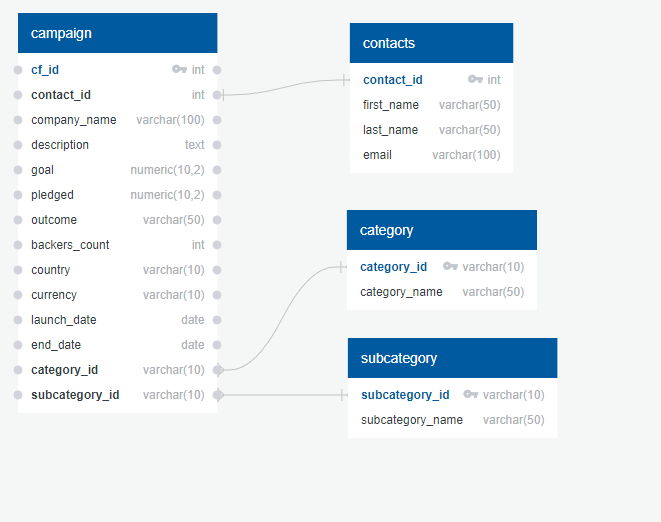 campaign
cf_id int
contact_id int
company_name varchar(100)
description text
goal numeric(10,2)
pledged numeric(10,2)
outcome varchar(50)
backers_count int
country varchar(10)
currency varchar(10)
launch_date date
end_date date
category_id varchar(10)
subcategory_id varchar(10)
contacts
contact_id int
first_name varchar(50)
last_name varchar(50)
email varchar(100)
category
category_id varchar(10)
category_name varchar(50)
subcategory
subcategory_id varchar(10)
subcategory_name varchar(50)